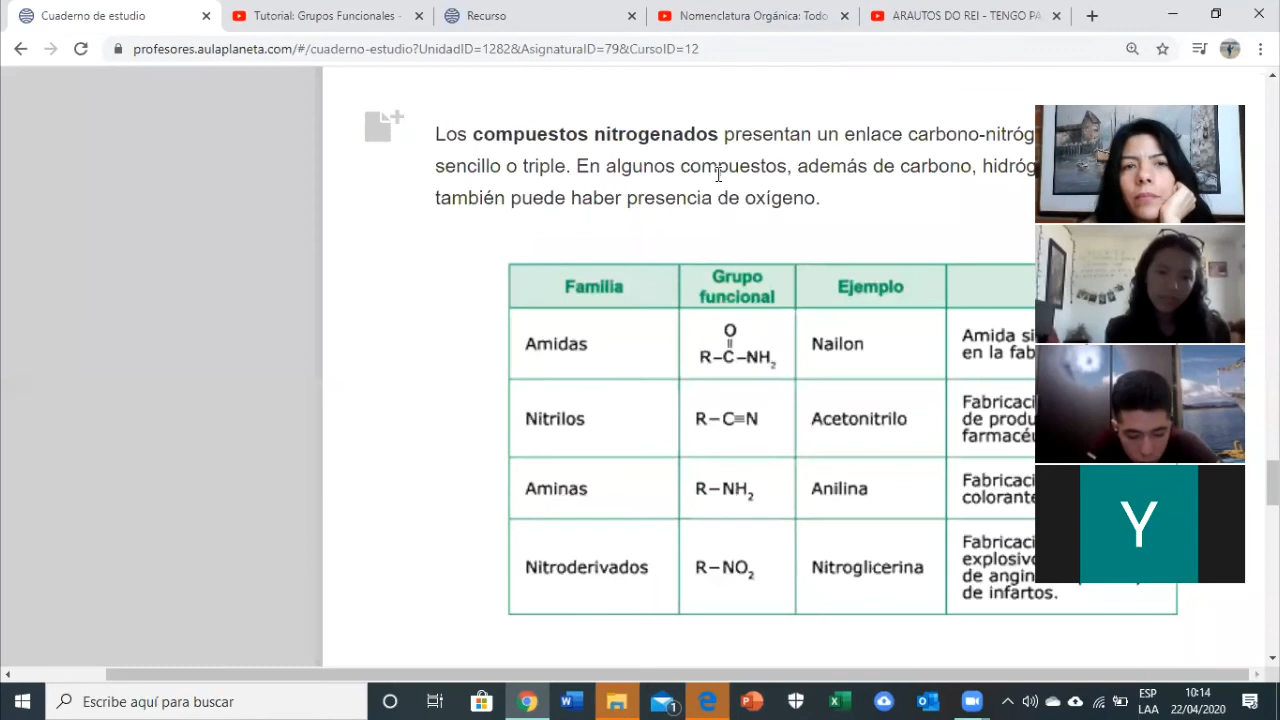 Cuaderno de estudio
Tutorial: Grupos Funcionales -
Recurso
Nomenclatura Orgánica: Todo
ARAUTOS DO REI - TENGO PA
profesores.aulaplaneta.com/#/cuaderno-estudio?UnidadID=1282&AsignaturaID=79&CursoID=12
Los compuestos nitrogenados presentan un enlace carbono-nitróg
sencillo o triple. En algunos compuestos, además de carbono, hidróg
también puede haber presencia de oxígeno.
Familia
Grupo
funcional
Ejemplo
Amidas
O
R–C–NH₂
Nailon
Amida si
en la fab
Nitrilos
R–C≡N
Acetonitrilo
Fabricaci
de produ
farmacéu
Aminas
R–NH₂
Anilina
Fabricaci
colorante
Nitroderivados
R–NO₂
Nitroglicerina
Fabricaci
explosivo
de angin
de infartos.
Y
Escribe aquí para buscar
1
ESP
LAA
10:14
22/04/2020